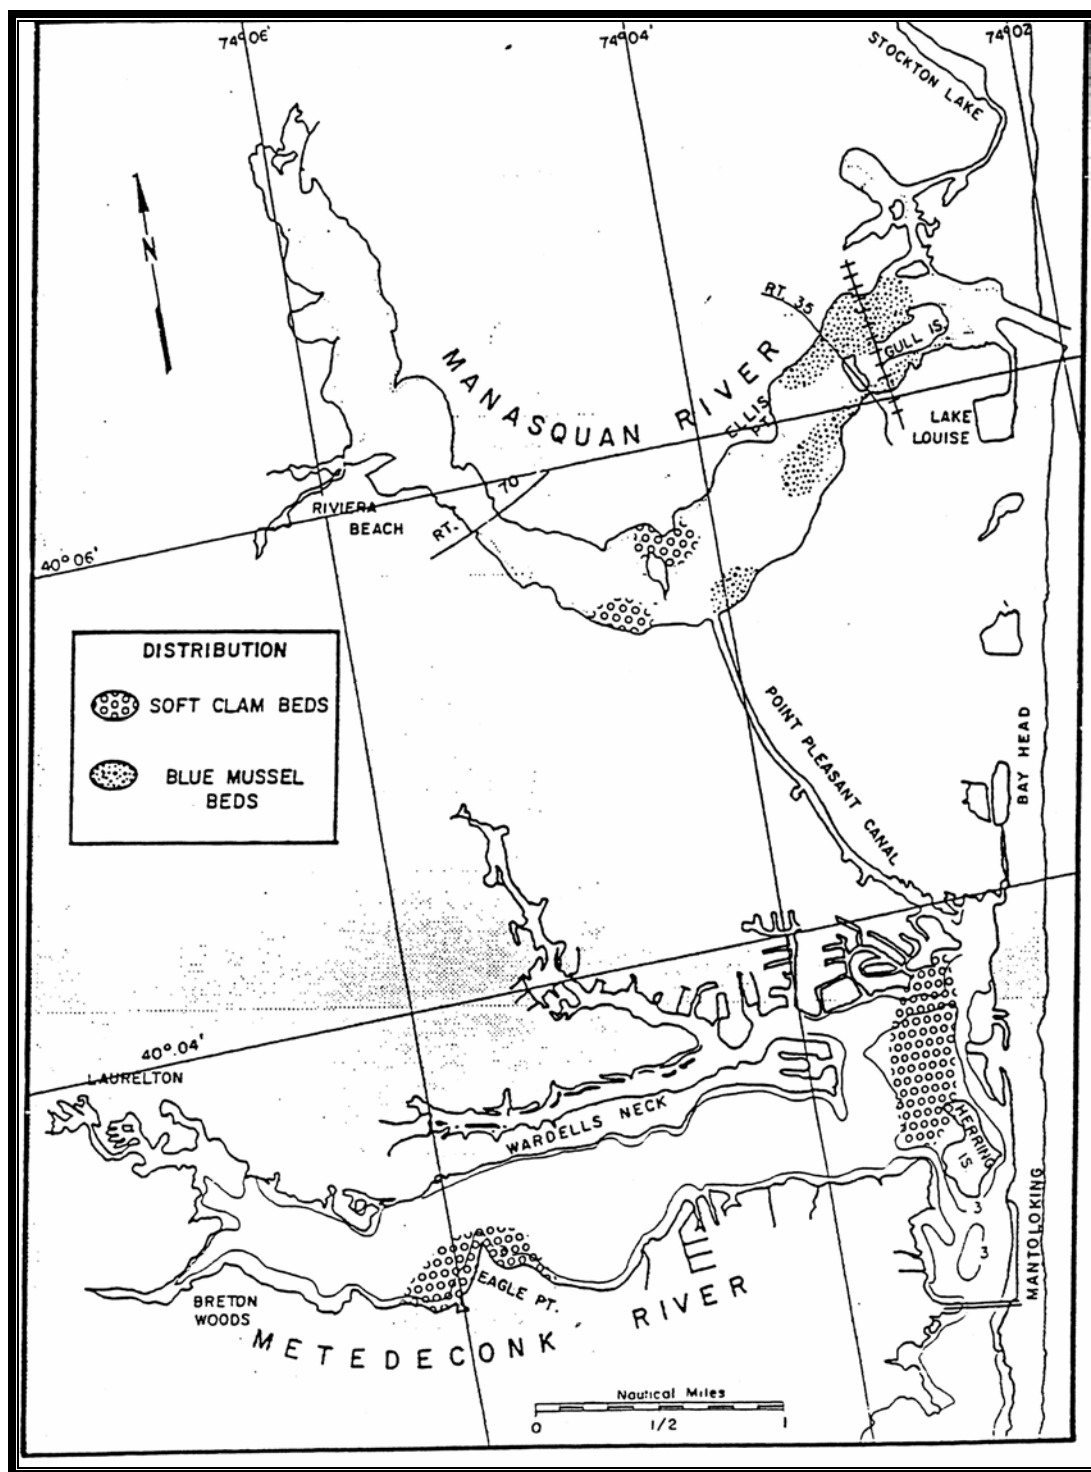 74°06'
74°04'
74°02'
STOCKTON LAKE
N
RT. 35
GULL IS.
MANASQUAN RIVER
ELLIS
PT.
LAKE
LOUISE
RT. 70
RIVIERA
BEACH
40°06'
DISTRIBUTION
SOFT CLAM BEDS
BLUE MUSSEL
BEDS
POINT PLEASANT CANAL
BAY HEAD
40°.04'
LAURELTON
WARDELLS NECK
HERRING
IS.
3
3
MANTOLOKING
EAGLE PT.
BRETON
WOODS
METEDECONK RIVER
Nautical Miles
0 1/2 1